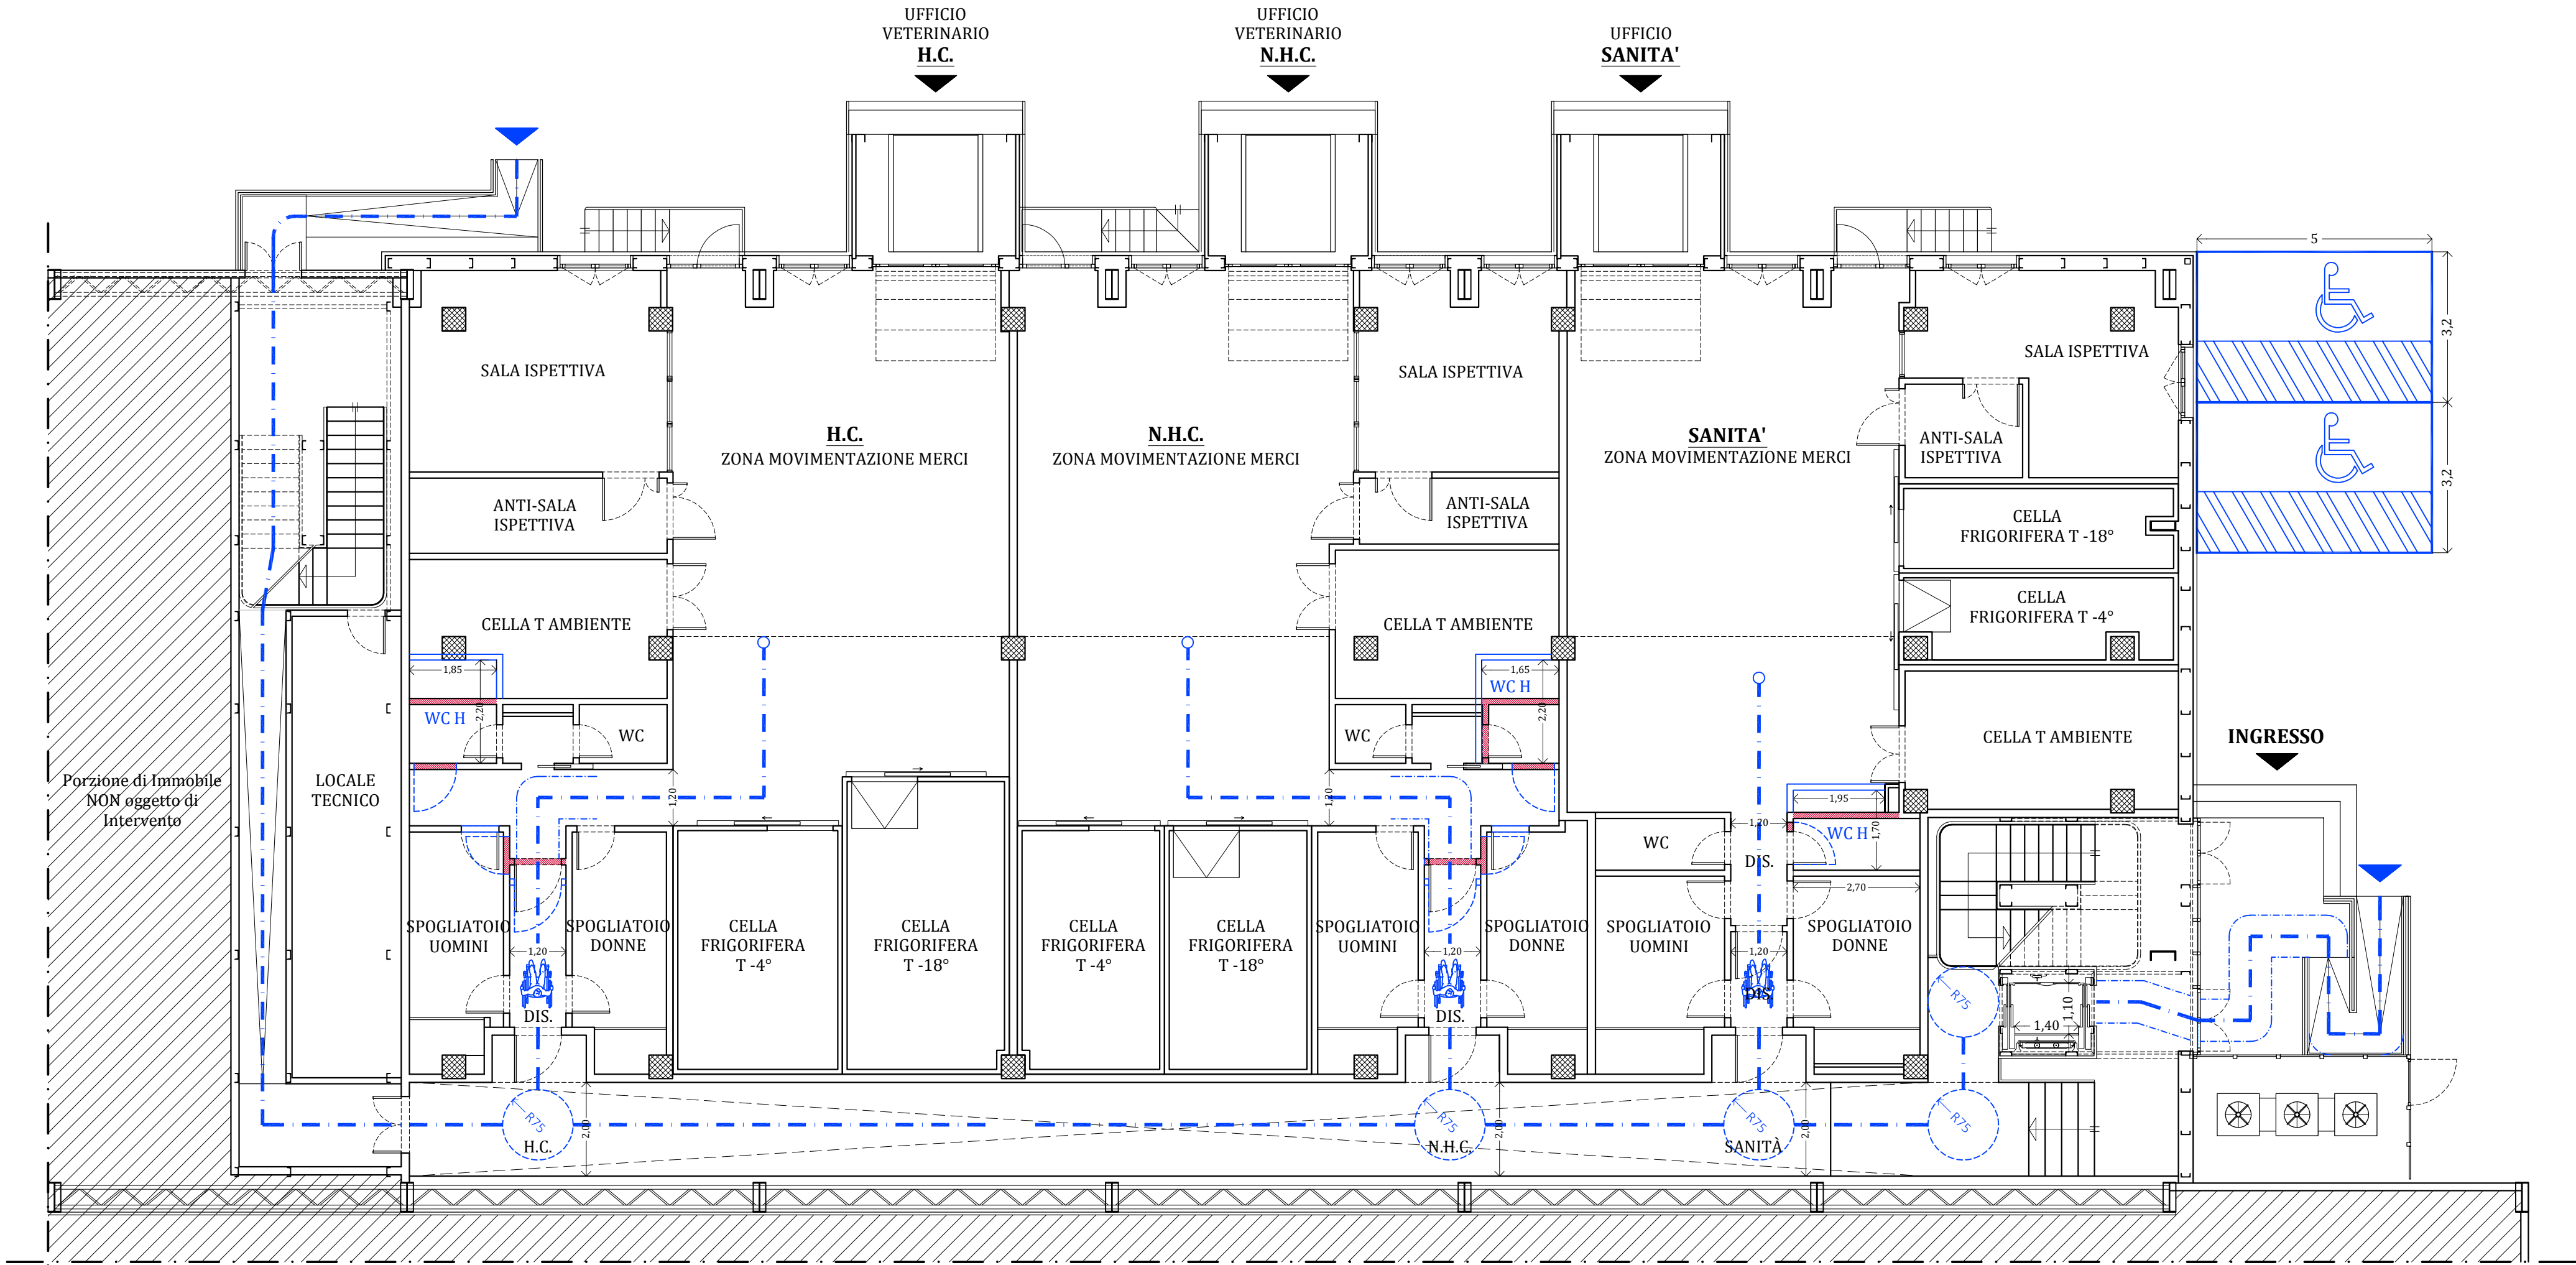 UFFICIO
VETERINARIO
H.C.
UFFICIO
VETERINARIO
N.H.C.
UFFICIO
SANITA'
5
3,2
3,2
SALA ISPETTIVA
SALA ISPETTIVA
SALA ISPETTIVA
H.C.
ZONA MOVIMENTAZIONE MERCI
N.H.C.
ZONA MOVIMENTAZIONE MERCI
SANITA'
ZONA MOVIMENTAZIONE MERCI
ANTI-SALA
ISPETTIVA
ANTI-SALA
ISPETTIVA
ANTI-SALA
ISPETTIVA
CELLA
FRIGORIFERA T -18°
CELLA
FRIGORIFERA T -4°
CELLA T AMBIENTE
CELLA T AMBIENTE
CELLA T AMBIENTE
1,85
2,20
WC H
WC
1,65
WC H
2,20
WC
INGRESSO
Porzione di Immobile
NON oggetto di
Intervento
LOCALE
TECNICO
1,20
1,20
1,95
1,20
WC H
1,70
WC
DIS.
2,70
SPOGLIATOIO
UOMINI
SPOGLIATOIO
DONNE
CELLA
FRIGORIFERA
T -4°
CELLA
FRIGORIFERA
T -18°
CELLA
FRIGORIFERA
T -4°
CELLA
FRIGORIFERA
T -18°
SPOGLIATOIO
UOMINI
SPOGLIATOIO
DONNE
SPOGLIATOIO
UOMINI
SPOGLIATOIO
DONNE
1,20
1,20
1,20
DIS.
DIS.
DIS.
R75
1,10
1,40
R75
R75
R75
R75
2,00
2,00
2,00
H.C.
N.H.C.
SANITÀ